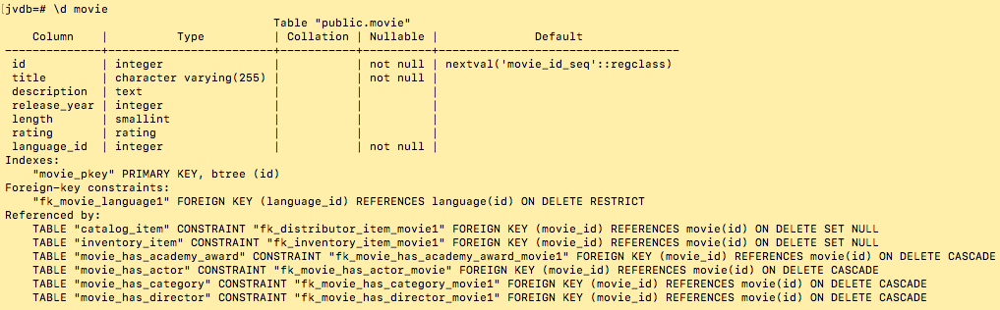 [jvdb=# \d movie
                                       Table "public.movie"
    Column    |          Type          | Collation | Nullable |              Default
--------------+------------------------+-----------+----------+-----------------------------------
 id           | integer                |           | not null | nextval('movie_id_seq'::regclass)
 title        | character varying(255) |           | not null |
 description  | text                   |           |          |
 release_year | integer                |           |          |
 length       | smallint               |           |          |
 rating       | rating                 |           |          |
 language_id  | integer                |           | not null |
Indexes:
    "movie_pkey" PRIMARY KEY, btree (id)
Foreign-key constraints:
    "fk_movie_language1" FOREIGN KEY (language_id) REFERENCES language(id) ON DELETE RESTRICT
Referenced by:
    TABLE "catalog_item" CONSTRAINT "fk_distributor_item_movie1" FOREIGN KEY (movie_id) REFERENCES movie(id) ON DELETE SET NULL
    TABLE "inventory_item" CONSTRAINT "fk_inventory_item_movie1" FOREIGN KEY (movie_id) REFERENCES movie(id) ON DELETE SET NULL
    TABLE "movie_has_academy_award" CONSTRAINT "fk_movie_has_academy_award_movie1" FOREIGN KEY (movie_id) REFERENCES movie(id) ON DELETE CASCADE
    TABLE "movie_has_actor" CONSTRAINT "fk_movie_has_actor_movie" FOREIGN KEY (movie_id) REFERENCES movie(id) ON DELETE CASCADE
    TABLE "movie_has_category" CONSTRAINT "fk_movie_has_category_movie1" FOREIGN KEY (movie_id) REFERENCES movie(id) ON DELETE CASCADE
    TABLE "movie_has_director" CONSTRAINT "fk_movie_has_director_movie1" FOREIGN KEY (movie_id) REFERENCES movie(id) ON DELETE CASCADE